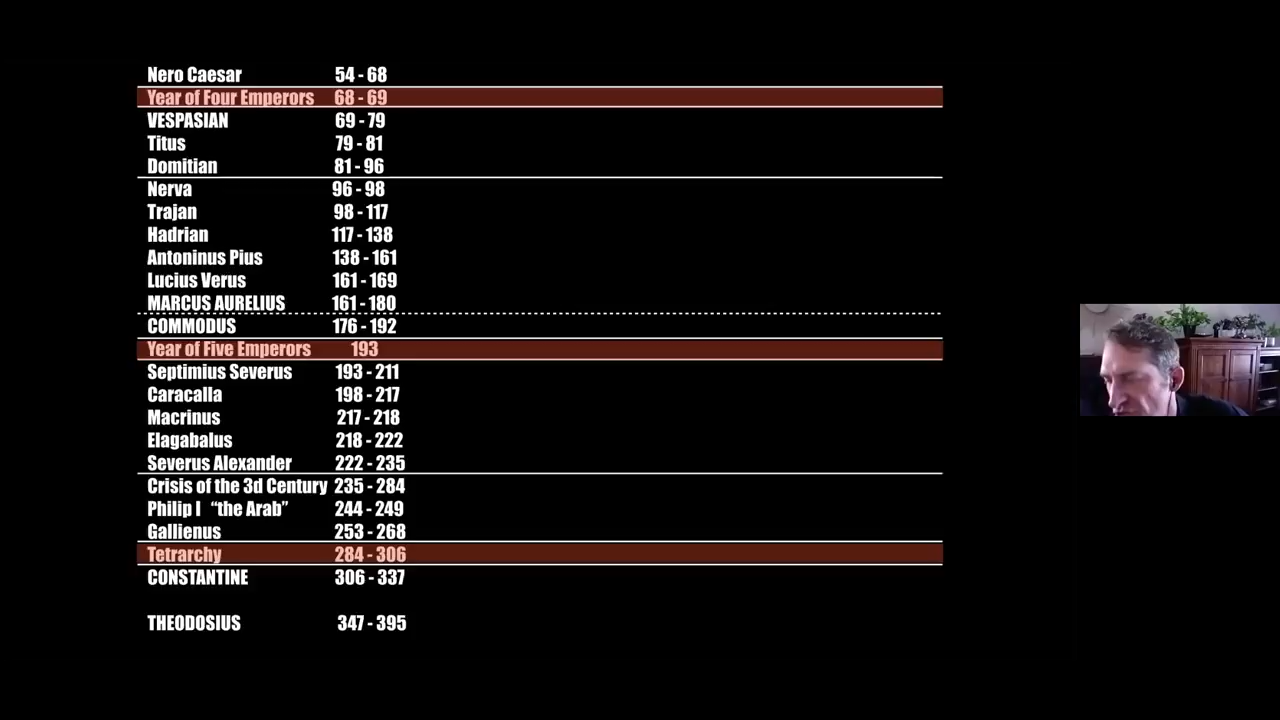 Nero Caesar 54 - 68
Year of Four Emperors 68 - 69
VESPASIAN 69 - 79
Titus 79 - 81
Domitian 81 - 96
Nerva 96 - 98
Trajan 98 - 117
Hadrian 117 - 138
Antoninus Pius 138 - 161
Lucius Verus 161 - 169
MARCUS AURELIUS 161 - 180
COMMODUS 176 - 192
Year of Five Emperors 193
Septimius Severus 193 - 211
Caracalla 198 - 217
Macrinus 217 - 218
Elagabalus 218 - 222
Severus Alexander 222 - 235
Crisis of the 3d Century 235 - 284
Philip I “the Arab” 244 - 249
Gallienus 253 - 268
Tetrarchy 284 - 306
CONSTANTINE 306 - 337
THEODOSIUS 347 - 395